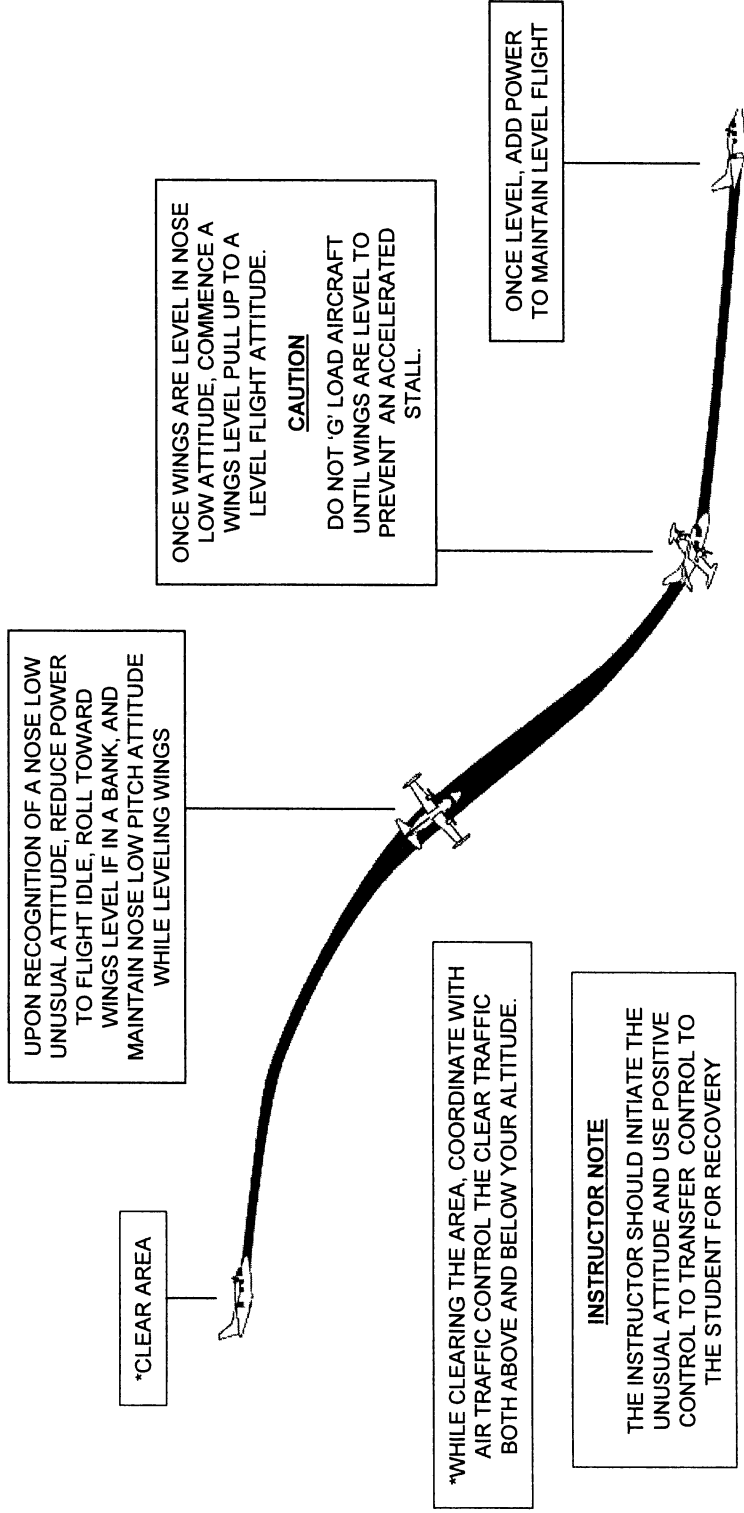 *CLEAR AREA
UPON RECOGNITION OF A NOSE LOW
UNUSUAL ATTITUDE, REDUCE POWER
TO FLIGHT IDLE, ROLL TOWARD
WINGS LEVEL IF IN A BANK, AND
MAINTAIN NOSE LOW PITCH ATTITUDE
WHILE LEVELING WINGS
ONCE WINGS ARE LEVEL IN NOSE
LOW ATTITUDE, COMMENCE A
WINGS LEVEL PULL UP TO A
LEVEL FLIGHT ATTITUDE.
CAUTION
DO NOT 'G' LOAD AIRCRAFT
UNTIL WINGS ARE LEVEL TO
PREVENT AN ACCELERATED
STALL.
ONCE LEVEL, ADD POWER
TO MAINTAIN LEVEL FLIGHT
*WHILE CLEARING THE AREA, COORDINATE WITH
AIR TRAFFIC CONTROL THE CLEAR TRAFFIC
BOTH ABOVE AND BELOW YOUR ALTITUDE.
INSTRUCTOR NOTE
THE INSTRUCTOR SHOULD INITIATE THE
UNUSUAL ATTITUDE AND USE POSITIVE
CONTROL TO TRANSFER CONTROL TO
THE STUDENT FOR RECOVERY